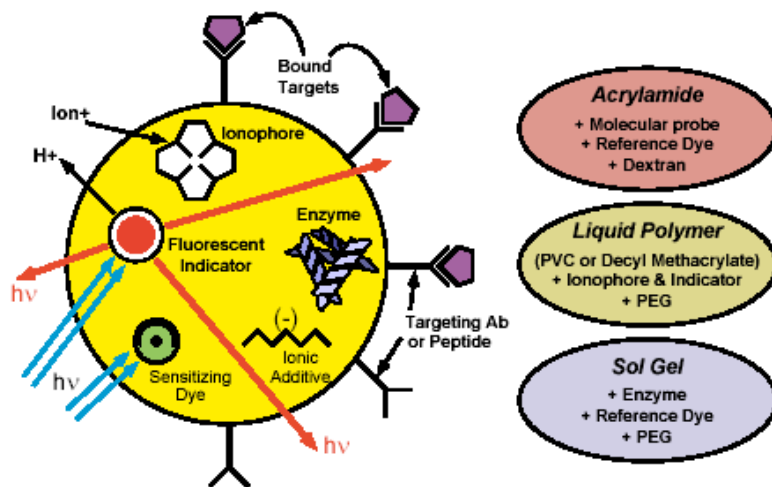 Bound
Targets
Ion+
Ionophore
H+
Fluorescent
Indicator
Enzyme
hν
hν
Sensitizing
Dye
(-)
Ionic
Additive
Targeting Ab
or Peptide
hν
Acrylamide
+ Molecular probe
+ Reference Dye
+ Dextran
Liquid Polymer
(PVC or Decyl Methacrylate)
+ Ionophore & Indicator
+ PEG
Sol Gel
+ Enzyme
+ Reference Dye
+ PEG